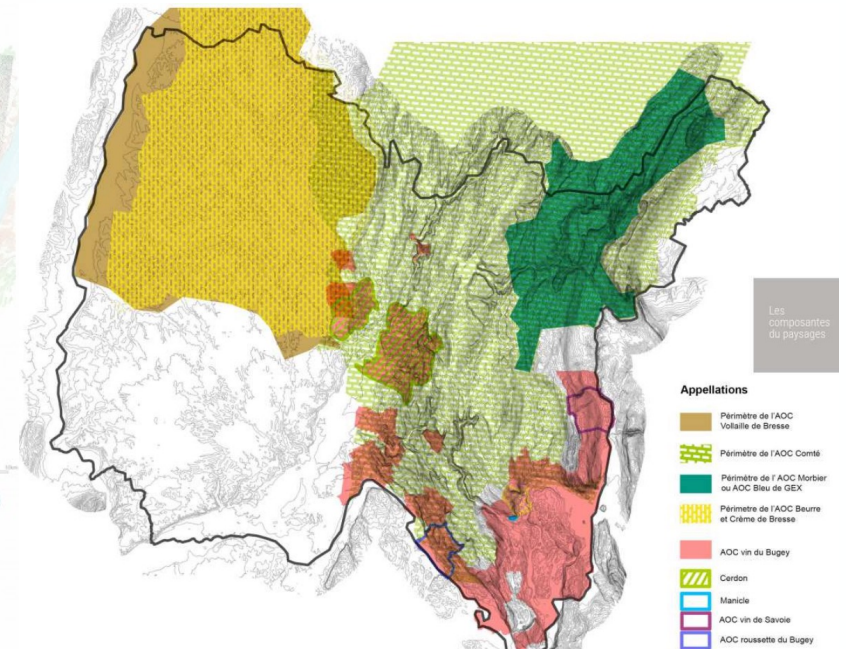 Les
composantes
du paysages
Appellations
Périmètre de l'AOC
Vollaille de Bresse
Périmètre de l'AOC Comté
Périmètre de l' AOC Morbier
ou AOC Bleu de GEX
Périmetre de l'AOC Beurre
et Crème de Bresse
AOC vin du Bugey
Cerdon
Manicle
AOC vin de Savoie
AOC roussette du Bugey